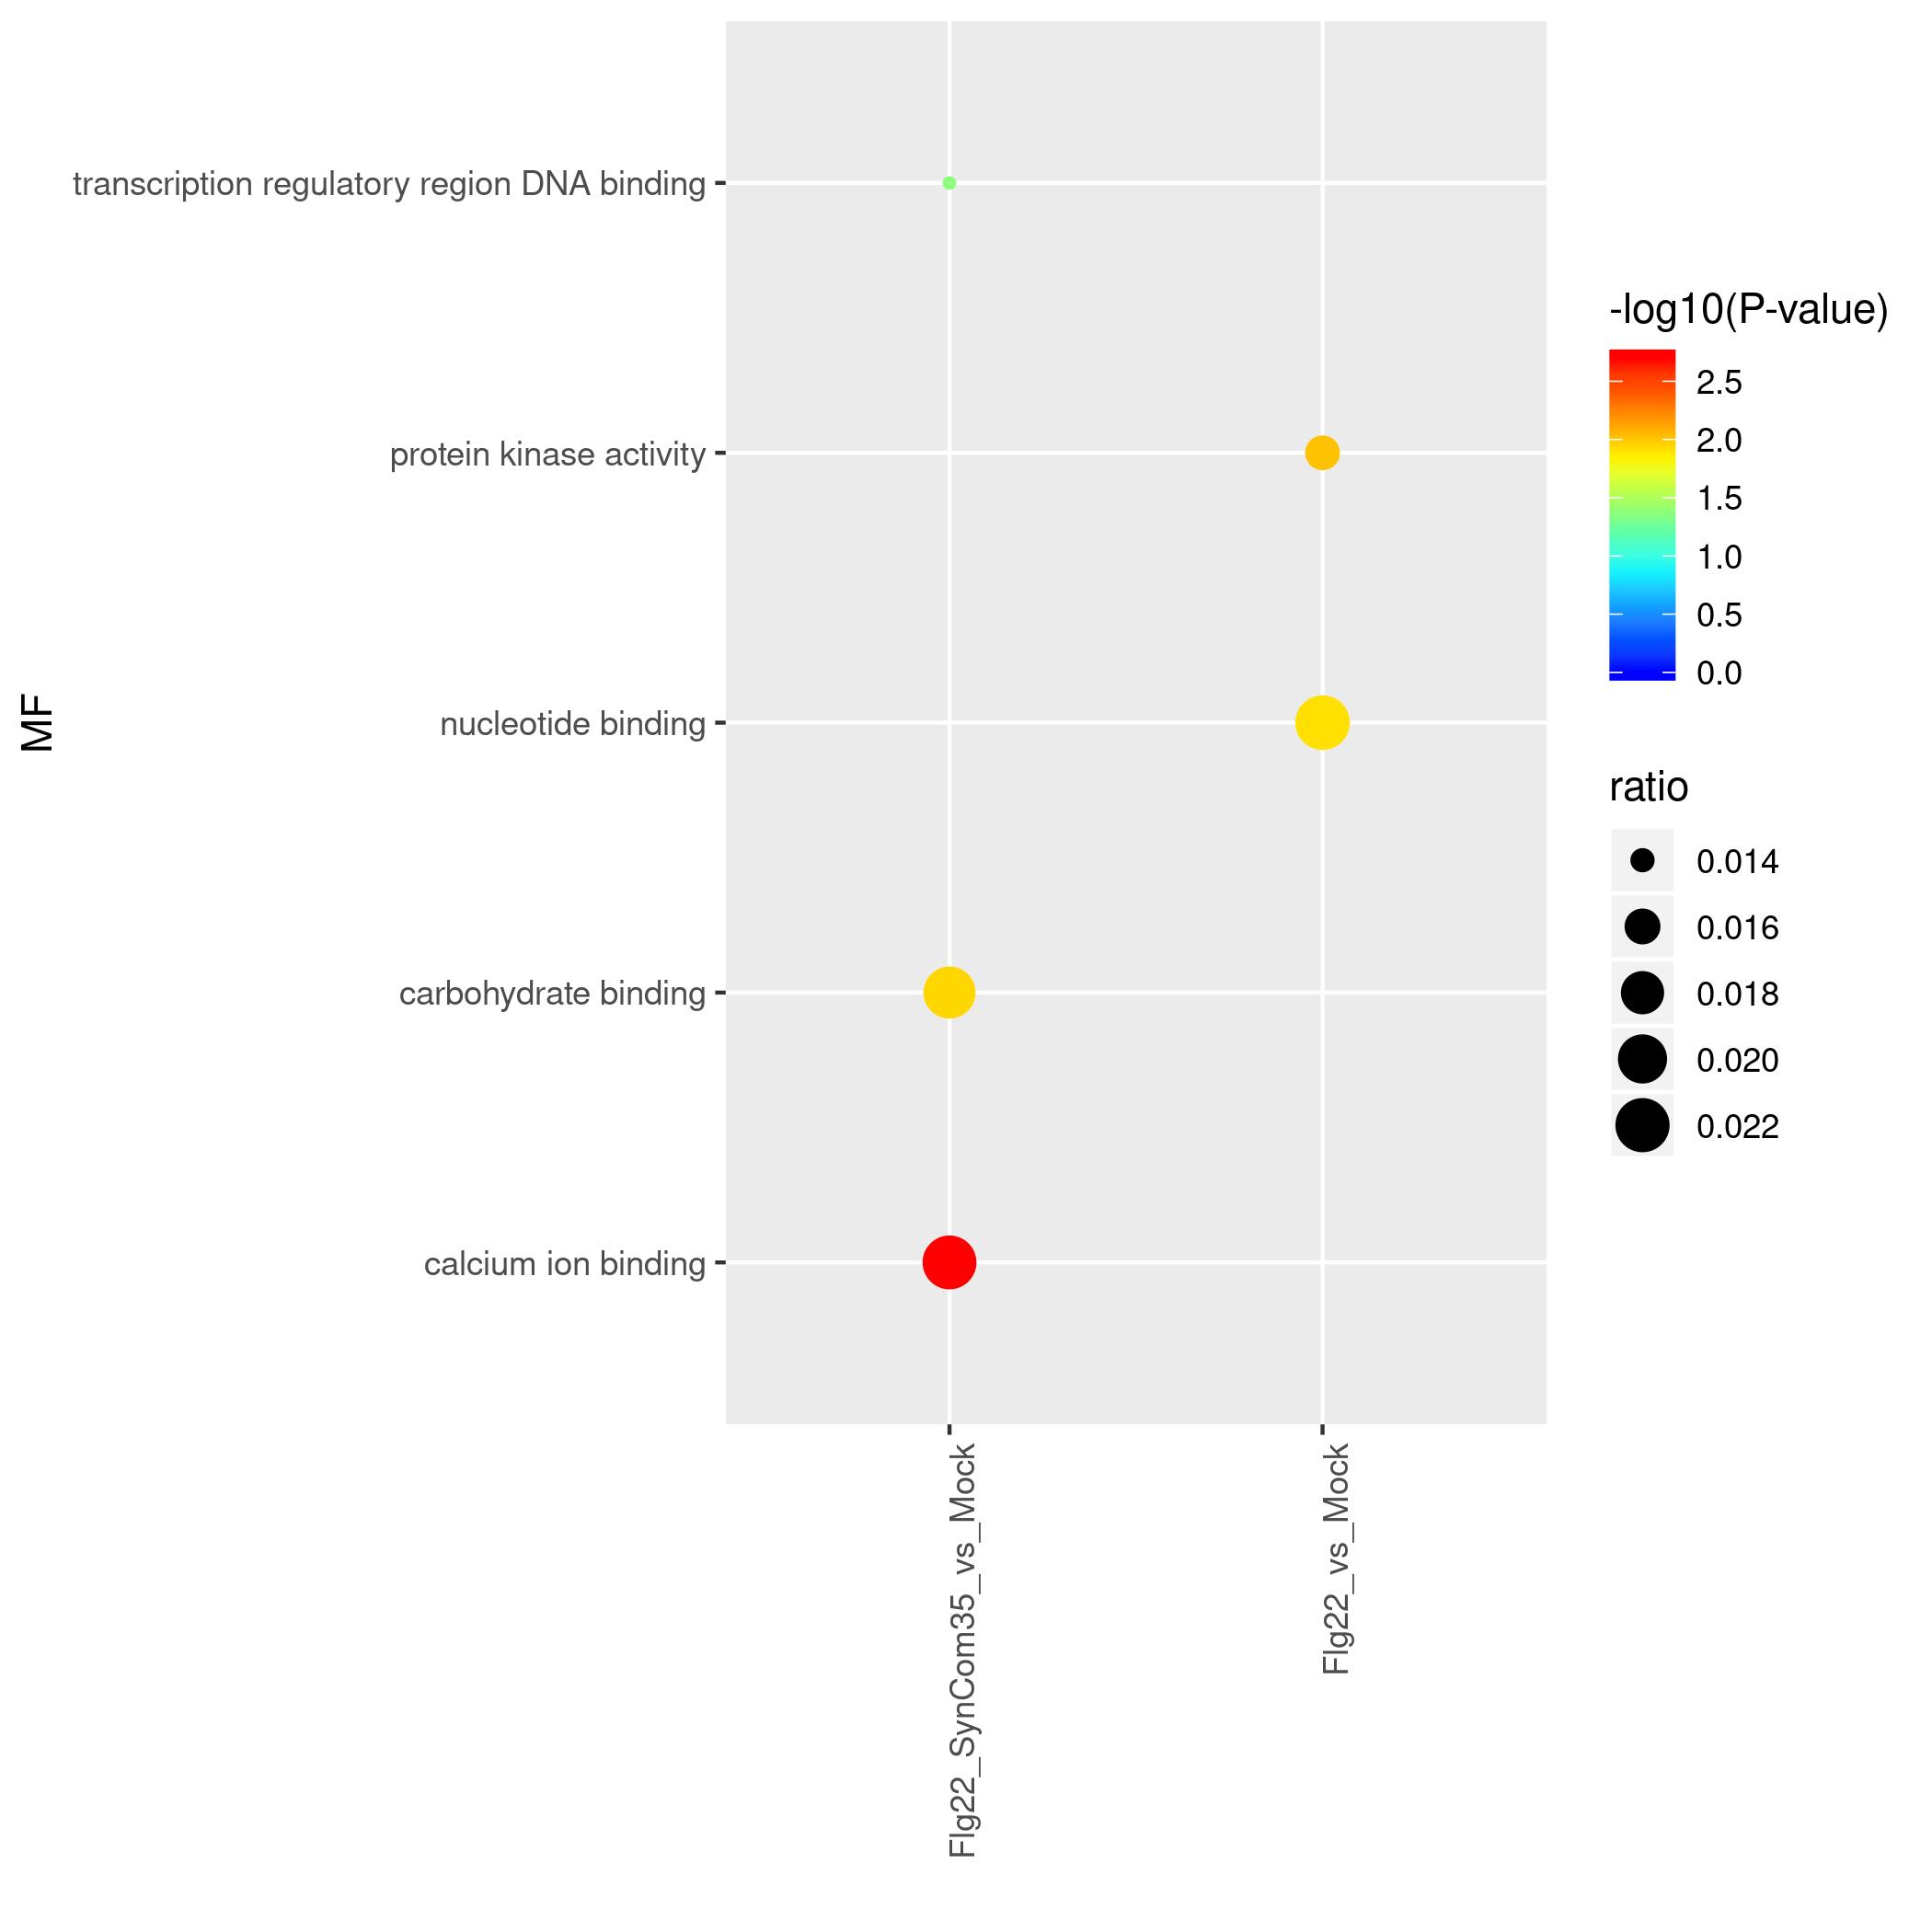 transcription regulatory region DNA binding
protein kinase activity
nucleotide binding
carbohydrate binding
calcium ion binding
MF
Flg22_SynCom35_vs_Mock
Flg22_vs_Mock
-log10(P-value)
2.5
2.0
1.5
1.0
0.5
0.0
ratio
0.014
0.016
0.018
0.020
0.022